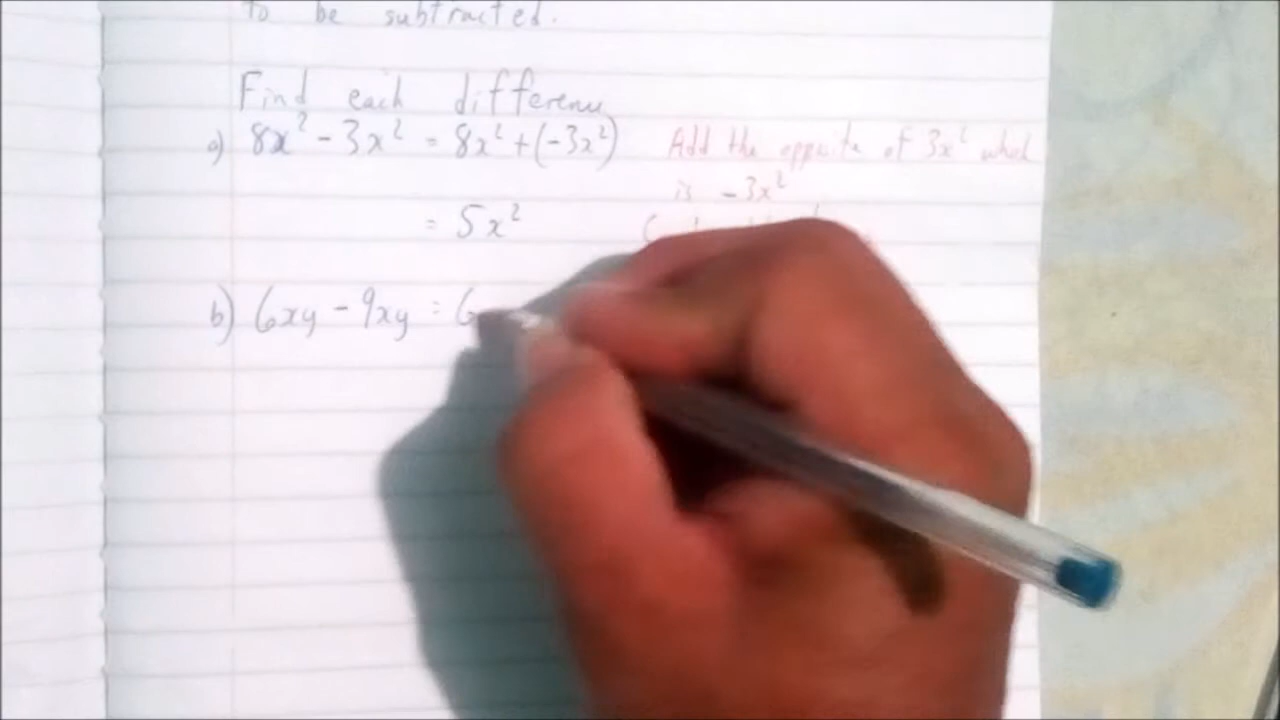 to be subtracted.
Find each difference
a) 8x² - 3x² = 8x² + (-3x²) Add the opposite of 3x² which
is -3x²
= 5x²
b) 6xy - 9xy = 6